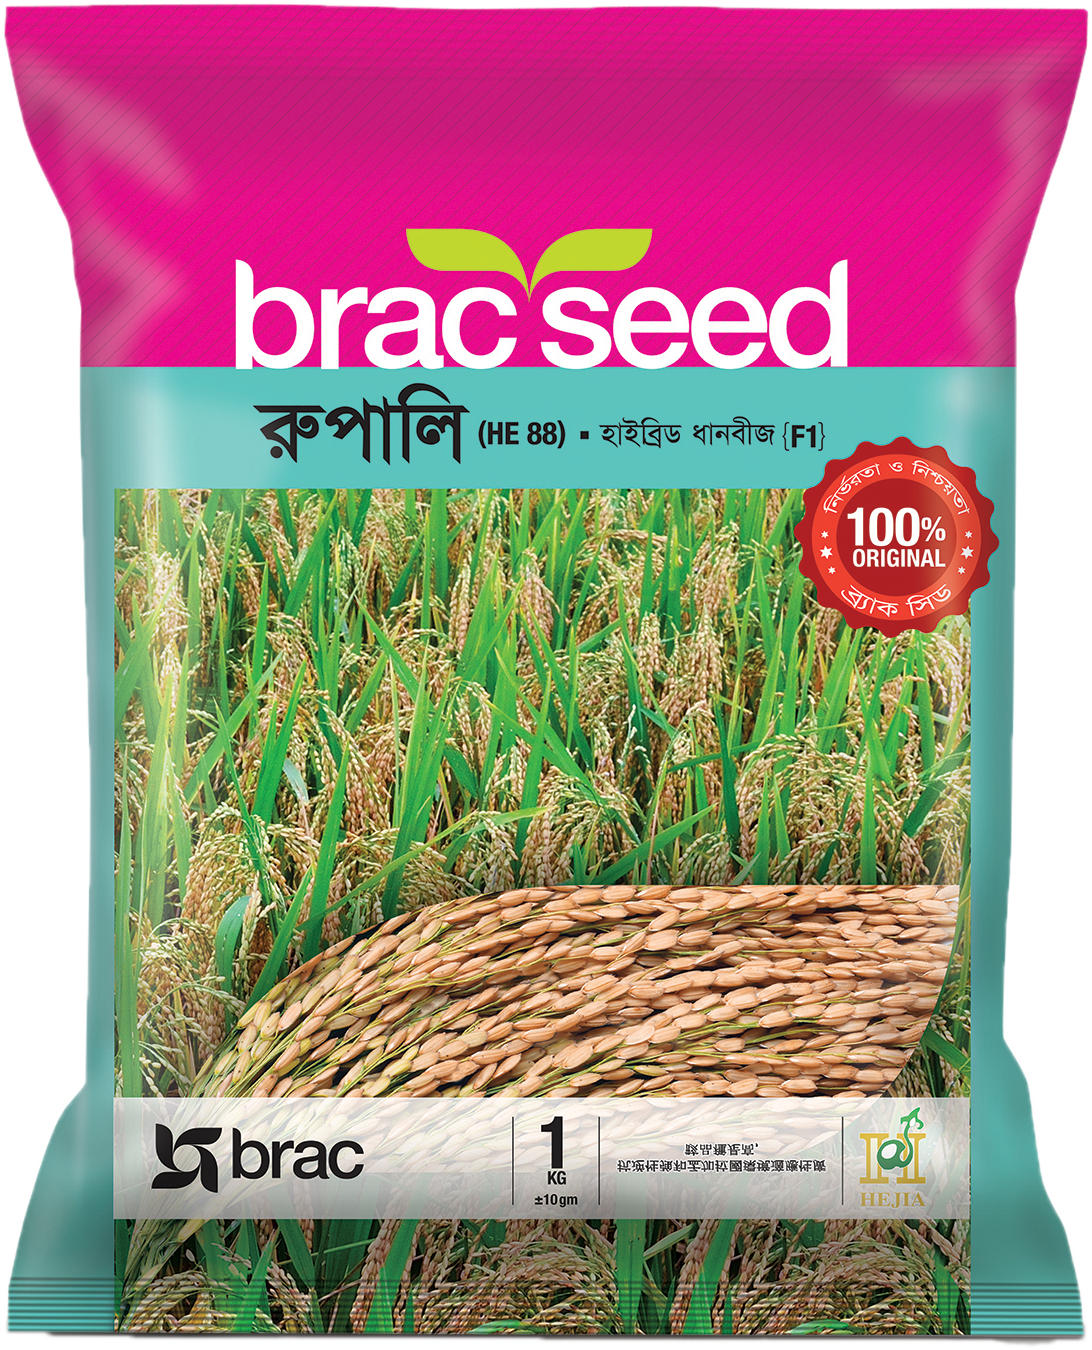 brac seed
রুপালি (HE 88) ▪ হাইব্রিড ধানবীজ {F1}
নির্ভরতা ও নিশ্চয়তা
100%
ORIGINAL
ব্র্যাক সিড
brac
1
KG
±10gm
HEJIA